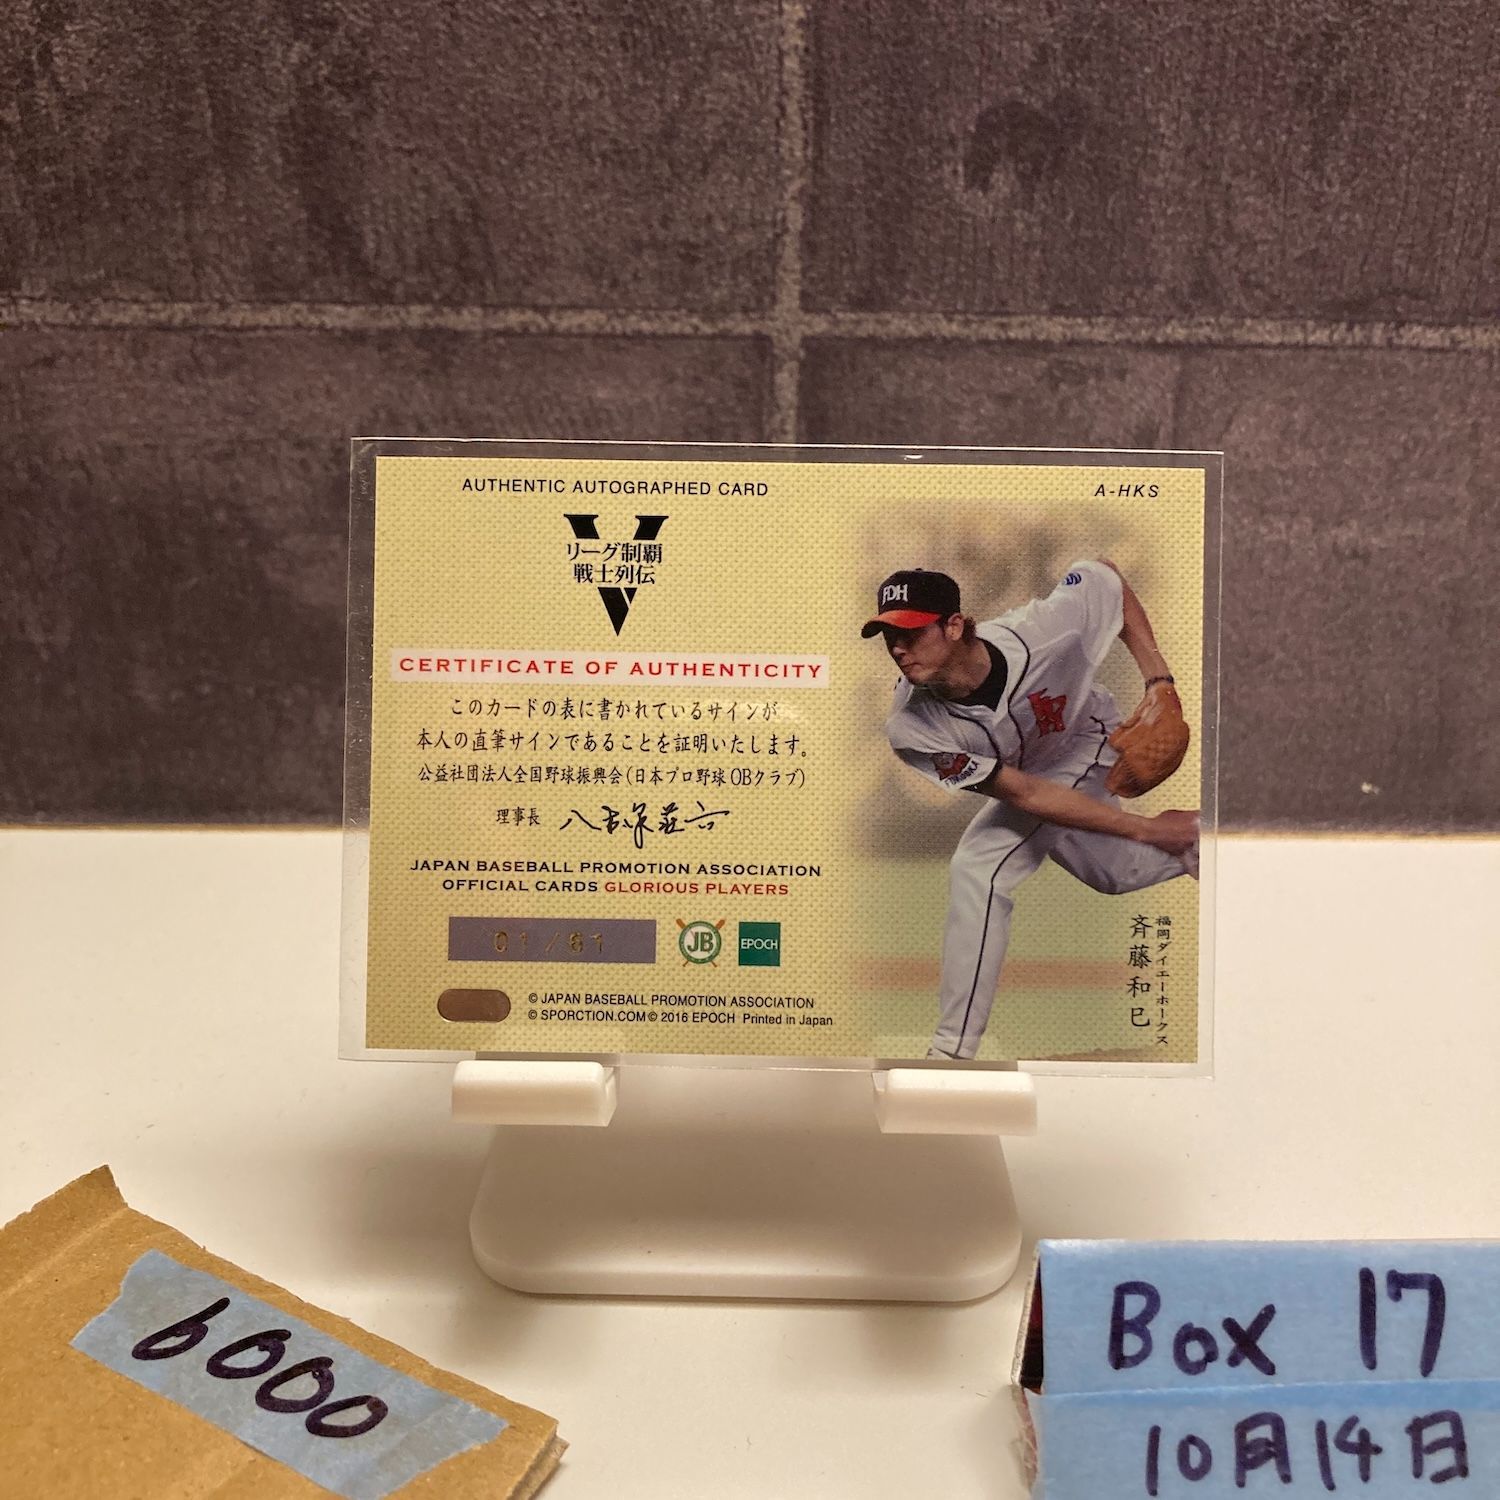 AUTHENTIC AUTOGRAPHED CARD
A-HKS
リーグ制覇
戦士列伝
V
CERTIFICATE OF AUTHENTICITY
このカードの表に書かれているサインが
本人の直筆サインであることを証明いたします。
公益社団法人全国野球振興会(日本プロ野球OBクラブ)
理事長
JAPAN BASEBALL PROMOTION ASSOCIATION
OFFICIAL CARDS GLORIOUS PLAYERS
01/61
JB
EPOCH
© JAPAN BASEBALL PROMOTION ASSOCIATION
© SPORCTION.COM © 2016 EPOCH Printed in Japan
FDH
FUKUOKA
福岡ダイエーホークス
斉藤和巳
6000
Box 17
10月14日